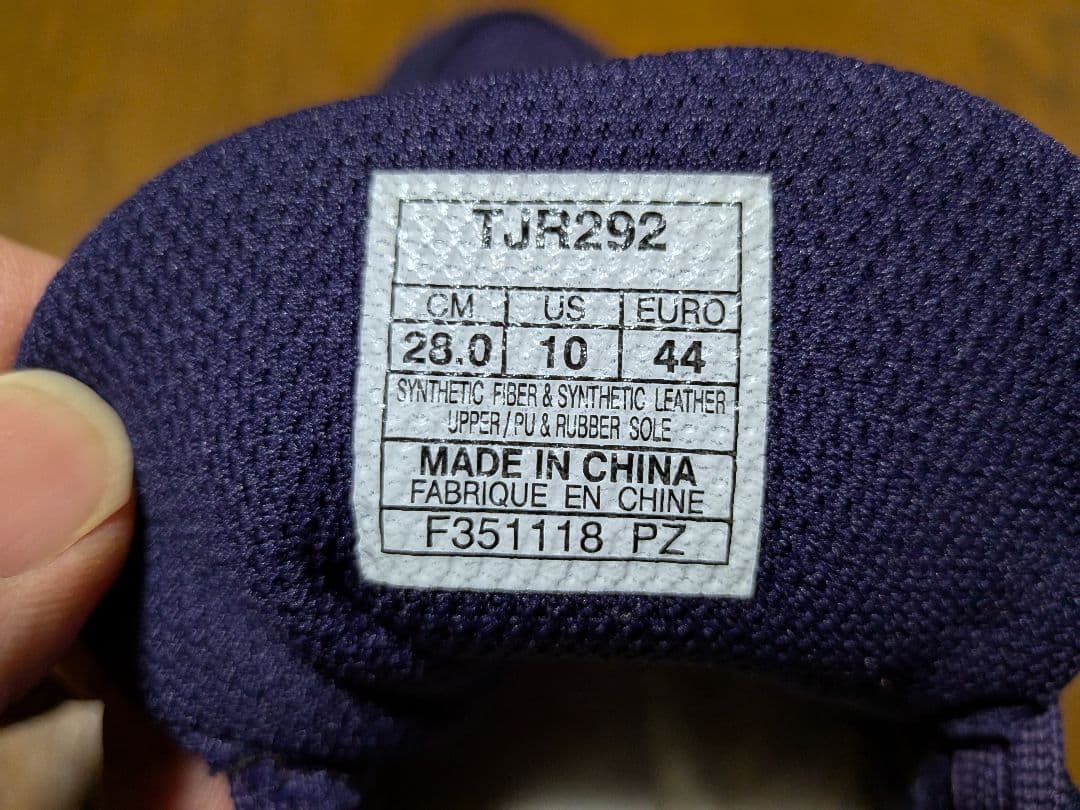 TJR292
CM US EURO
28.0 10 44
SYNTHETIC FIBER & SYNTHETIC LEATHER
UPPER / PU & RUBBER SOLE
MADE IN CHINA
FABRIQUE EN CHINE
F351118 PZ